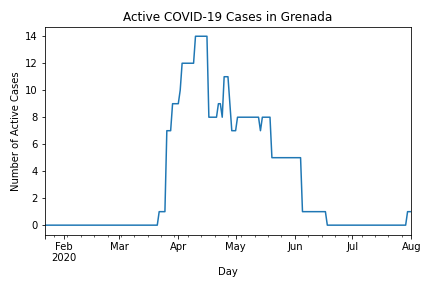 Active COVID-19 Cases in Grenada
Number of Active Cases
14
12
10
8
6
4
2
0
Feb Mar Apr May Jun Jul Aug
2020
Day